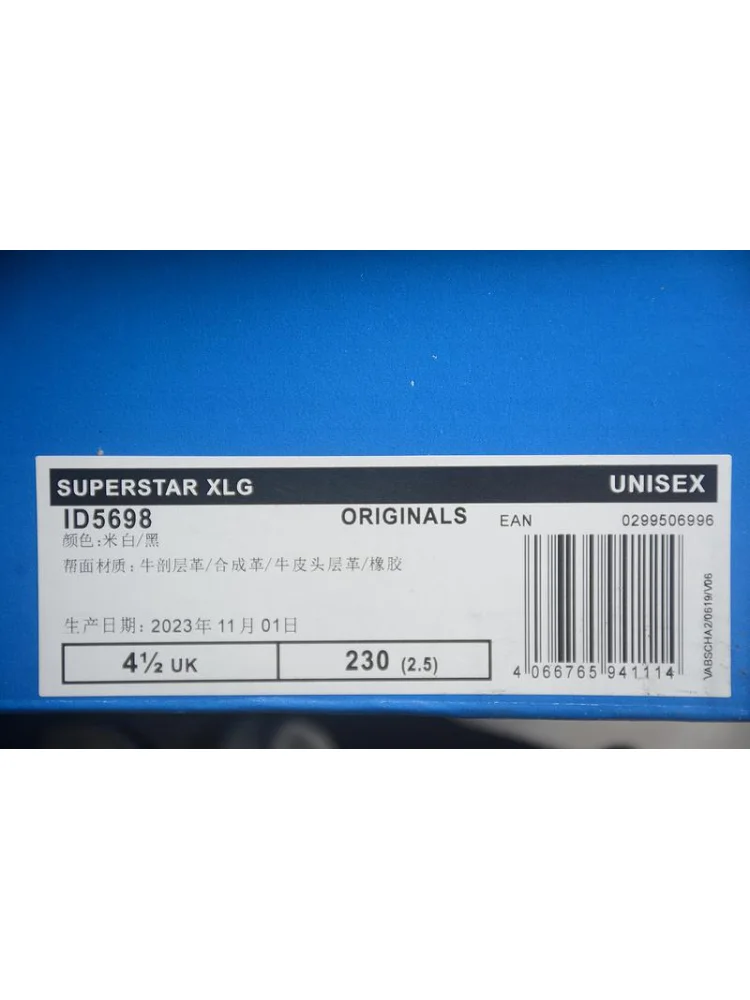 SUPERSTAR XLG UNISEX
ID5698 ORIGINALS EAN 0299506996
颜色:米白/黑
帮面材质: 牛剖层革/合成革/牛皮头层革/橡胶
生产日期: 2023年 11月 01日
4½ UK 230 (2.5)
4 066765 941114
VABSCHA2/0619/V06